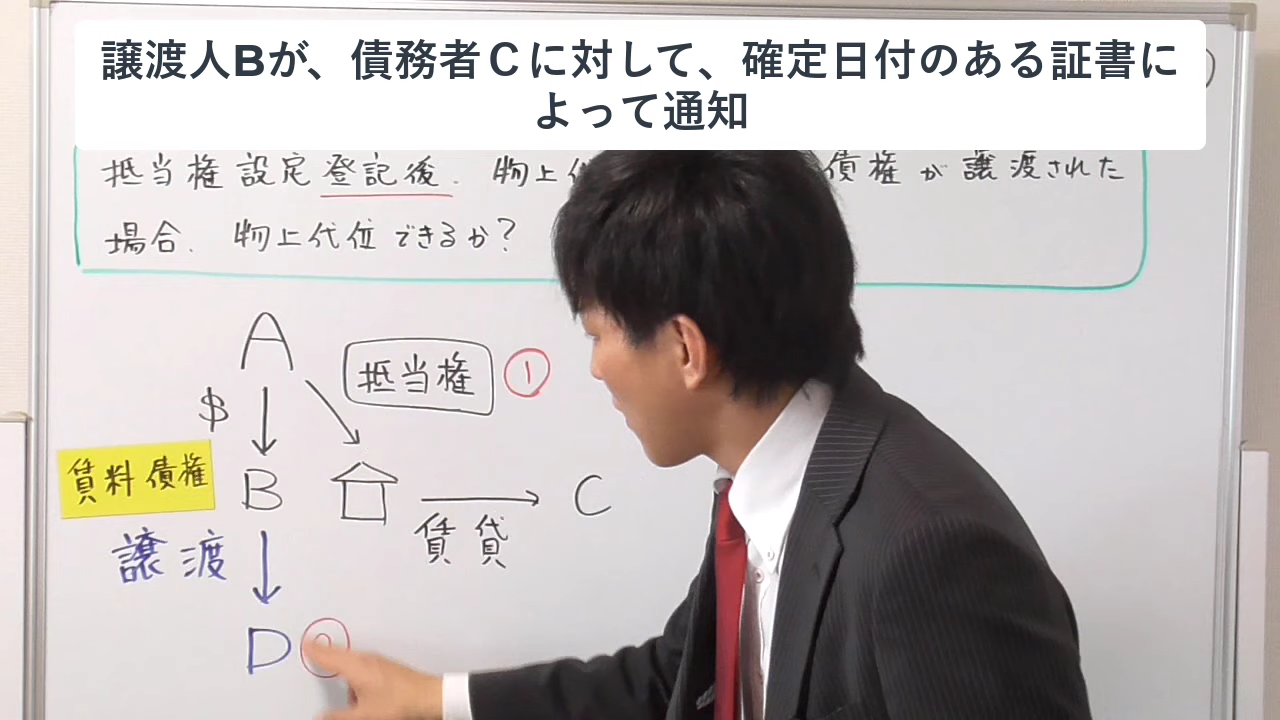 譲渡人Bが、債務者Ｃに対して、確定日付のある証書に
よって通知
抵当権設定登記後. 物上
債権が譲渡された
場合. 物上代位できるか?
A
抵当権 ①
$
賃料債権
B
C
賃貸
譲渡
D